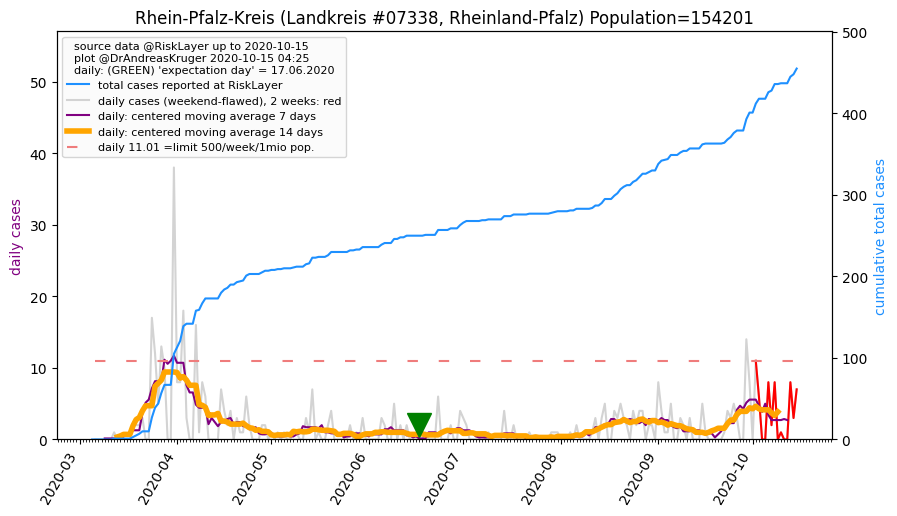 Rhein-Pfalz-Kreis (Landkreis #07338, Rheinland-Pfalz) Population=154201
source data @RiskLayer up to 2020-10-15
plot @DrAndreasKruger 2020-10-15 04:25
daily: (GREEN) 'expectation day' = 17.06.2020
total cases reported at RiskLayer
daily cases (weekend-flawed), 2 weeks: red
daily: centered moving average 7 days
daily: centered moving average 14 days
daily 11.01 =limit 500/week/1mio pop.
daily cases
0
10
20
30
40
50
cumulative total cases
0
100
200
300
400
500
2020-03
2020-04
2020-05
2020-06
2020-07
2020-08
2020-09
2020-10